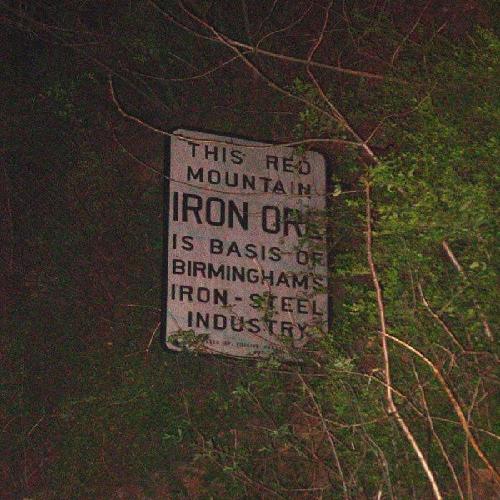 THIS RED
MOUNTAIN
IRON ORE
IS BASIS OF
BIRMINGHAM'S
IRON-STEEL
INDUSTRY